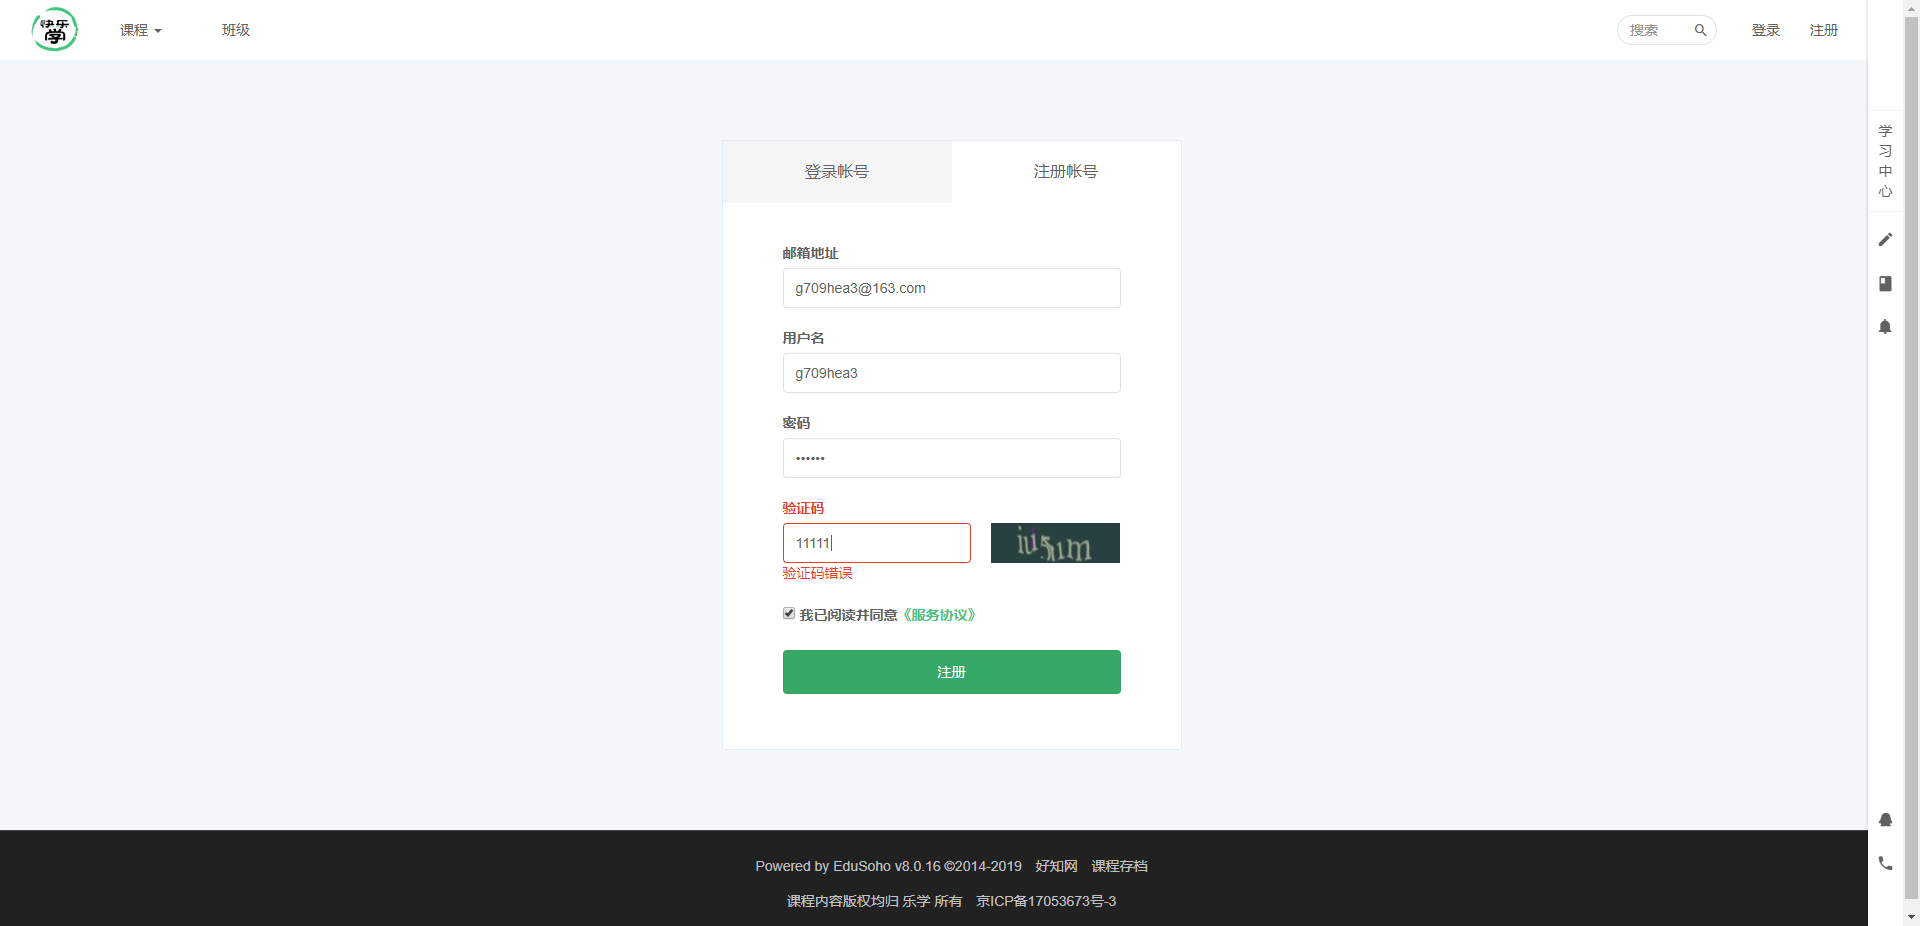 快乐学
课程
班级
搜索
登录
注册
登录帐号
注册帐号
邮箱地址
g709hea3@163.com
用户名
g709hea3
密码
••••••
验证码
11111
验证码错误
我已阅读并同意《服务协议》
注册
学习中心
Powered by EduSoho v8.0.16 ©2014-2019 好知网 课程存档
课程内容版权均归 乐学 所有 京ICP备17053673号-3